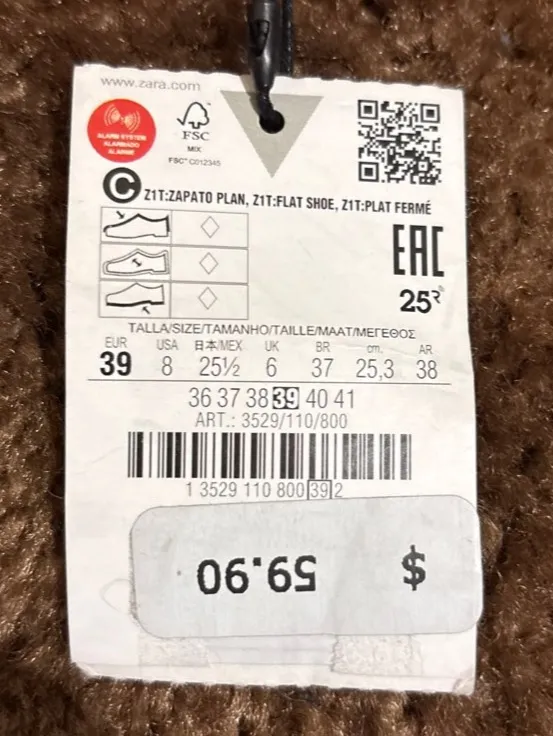 www.zara.com
ALARM SYSTEM
ALARMADO
ALARME
FSC
MIX
FSC™ C012345
C
Z1T:ZAPATO PLAN, Z1T:FLAT SHOE, Z1T:PLAT FERMÉ
EAC
25
TALLA/SIZE/TAMANHO/TAILLE/MAAT/ΜΕΓΕΘΟΣ
EUR USA 日本/MEX UK BR cm. AR
39 8 25½ 6 37 25,3 38
36 37 38 39 40 41
ART.: 3529/110/800
1 3529 110 800 39 2
$ 59.90